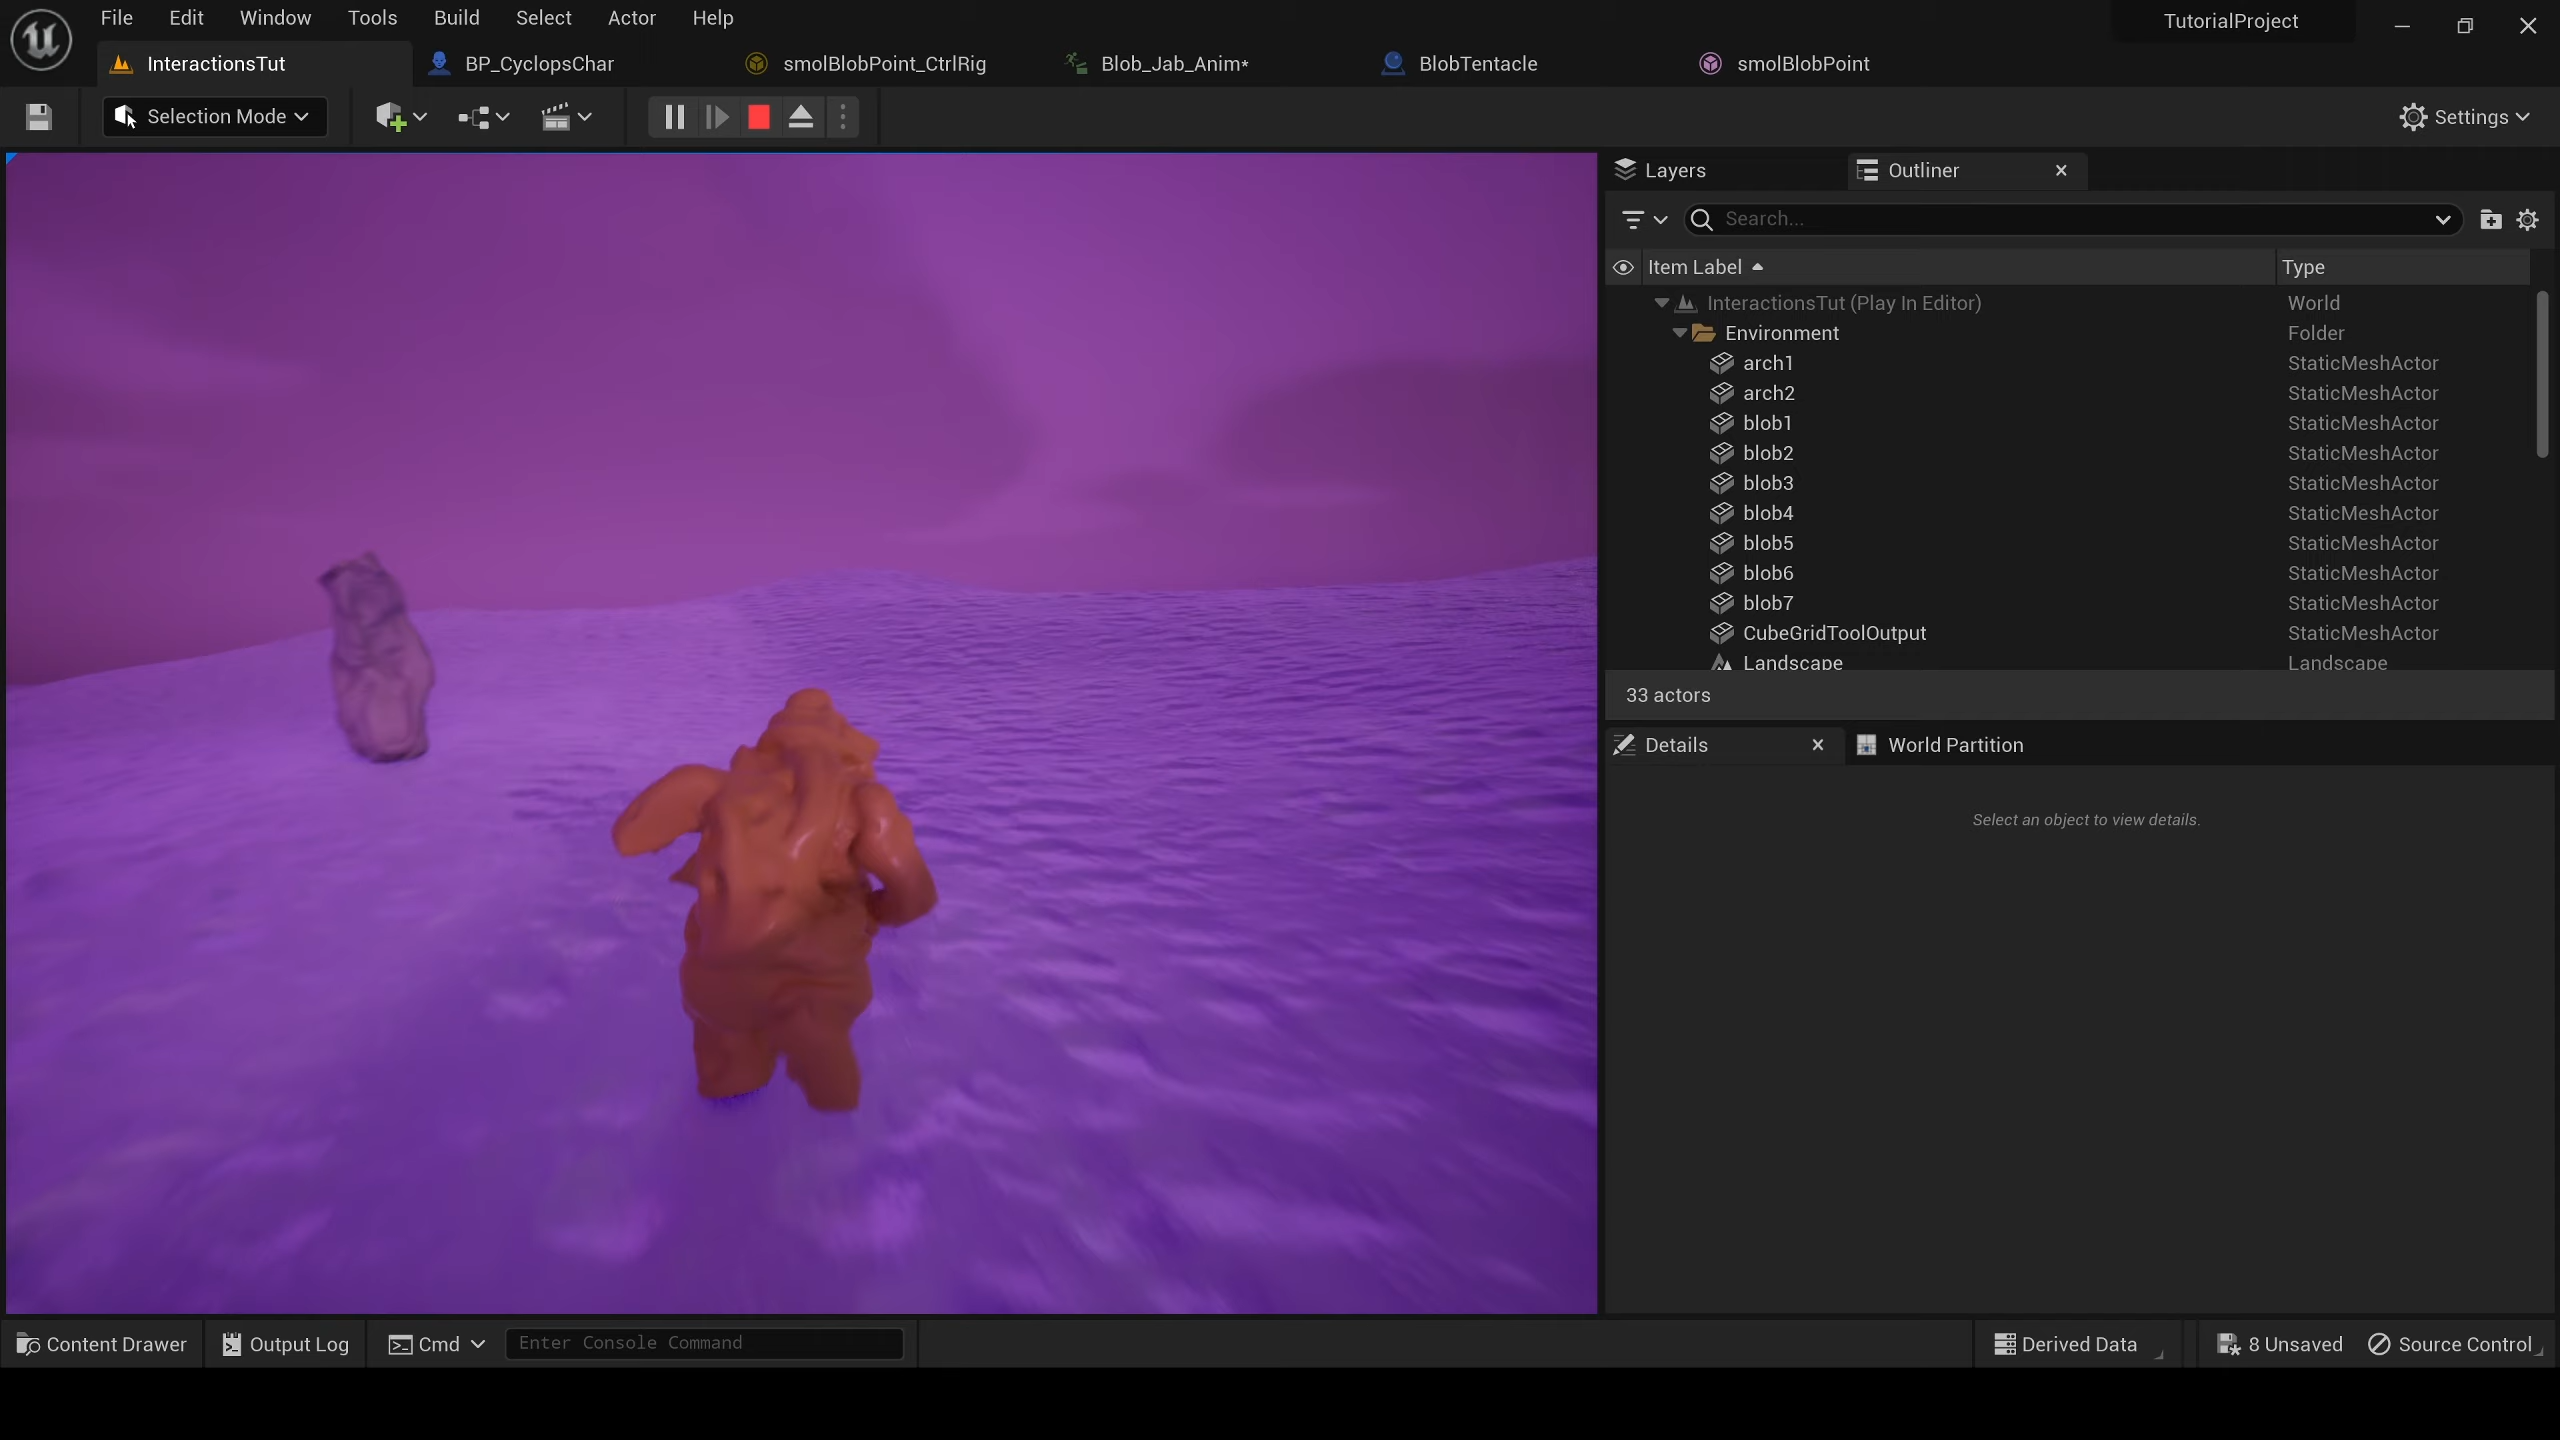 File Edit Window Tools Build Select Actor Help
TutorialProject
InteractionsTut BP_CyclopsChar smolBlobPoint_CtrlRig Blob_Jab_Anim* BlobTentacle smolBlobPoint
Selection Mode
Settings
Layers Outliner
Search...
Item Label Type
InteractionsTut (Play In Editor) World
Environment Folder
arch1 StaticMeshActor
arch2 StaticMeshActor
blob1 StaticMeshActor
blob2 StaticMeshActor
blob3 StaticMeshActor
blob4 StaticMeshActor
blob5 StaticMeshActor
blob6 StaticMeshActor
blob7 StaticMeshActor
CubeGridToolOutput StaticMeshActor
Landscape Landscape
33 actors
Details World Partition
Select an object to view details.
Content Drawer Output Log Cmd Enter Console Command Derived Data 8 Unsaved Source Control